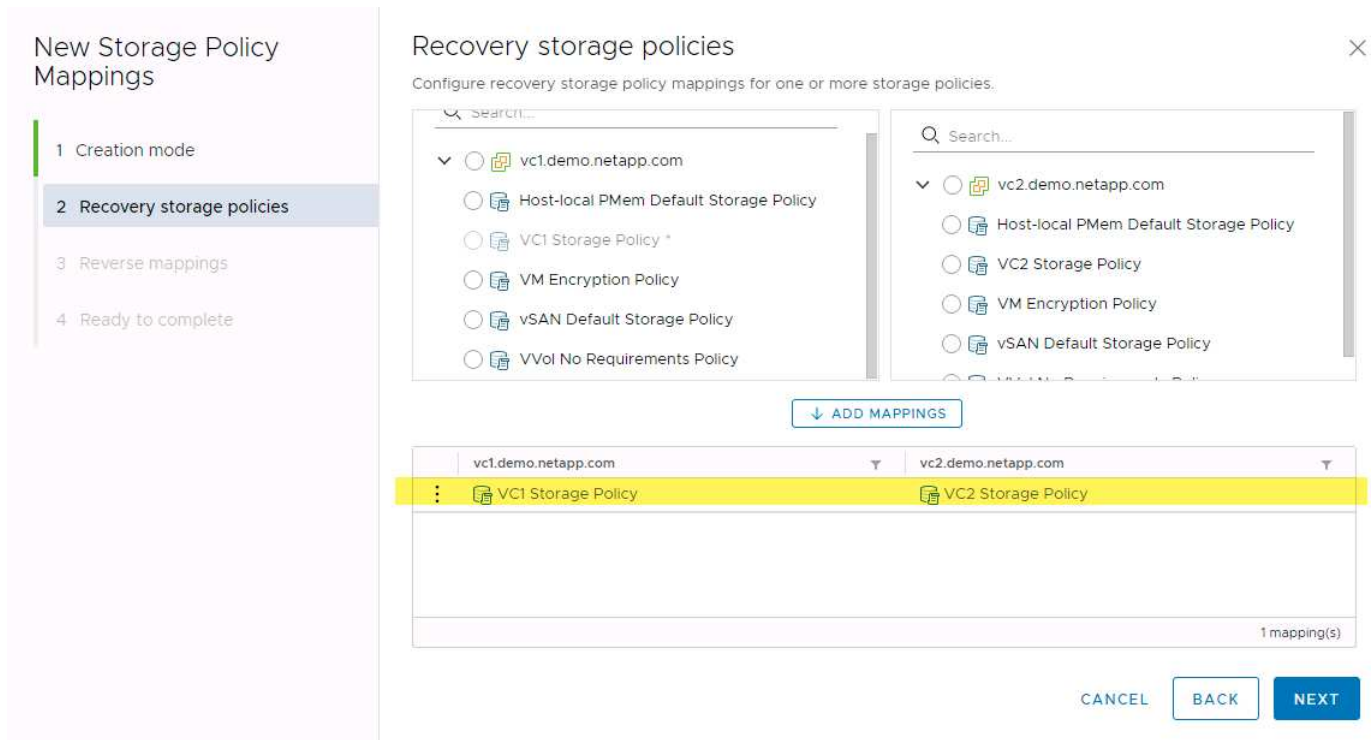 New Storage Policy
Mappings
1 Creation mode
2 Recovery storage policies
3 Reverse mappings
4 Ready to complete
Recovery storage policies
Configure recovery storage policy mappings for one or more storage policies.
Search...
vc1.demo.netapp.com
Host-local PMem Default Storage Policy
VC1 Storage Policy *
VM Encryption Policy
vSAN Default Storage Policy
VVol No Requirements Policy
Search...
vc2.demo.netapp.com
Host-local PMem Default Storage Policy
VC2 Storage Policy
VM Encryption Policy
vSAN Default Storage Policy
ADD MAPPINGS
vc1.demo.netapp.com vc2.demo.netapp.com
VC1 Storage Policy VC2 Storage Policy
1 mapping(s)
CANCEL BACK NEXT